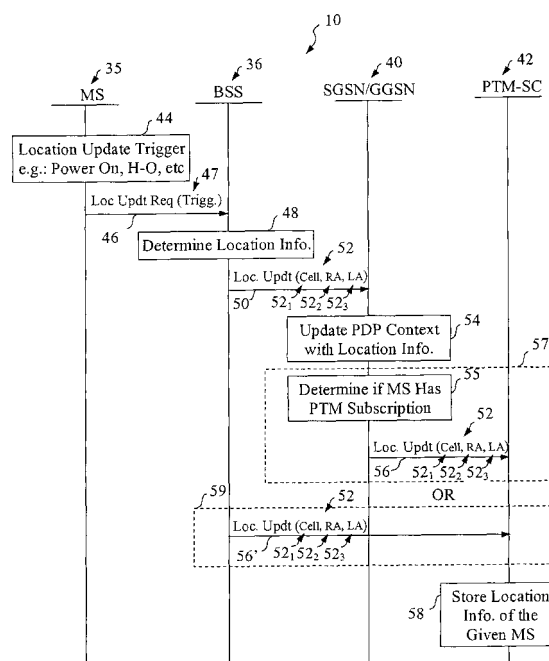 10
35
36
40
42
MS
BSS
SGSN/GGSN
PTM-SC
44
Location Update Trigger
e.g.: Power On, H-O, etc
47
Loc Updt Req (Trigg.)
46
48
Determine Location Info.
52
Loc. Updt (Cell, RA, LA)
50
52₁ 52₂ 52₃
Update PDP Context
with Location Info.
54
57
55
Determine if MS Has
PTM Subscription
52
Loc. Updt (Cell, RA, LA)
56
52₁ 52₂ 52₃
OR
59
52
Loc. Updt (Cell, RA, LA)
56'
52₁ 52₂ 52₃
58
Store Location
Info. of the
Given MS